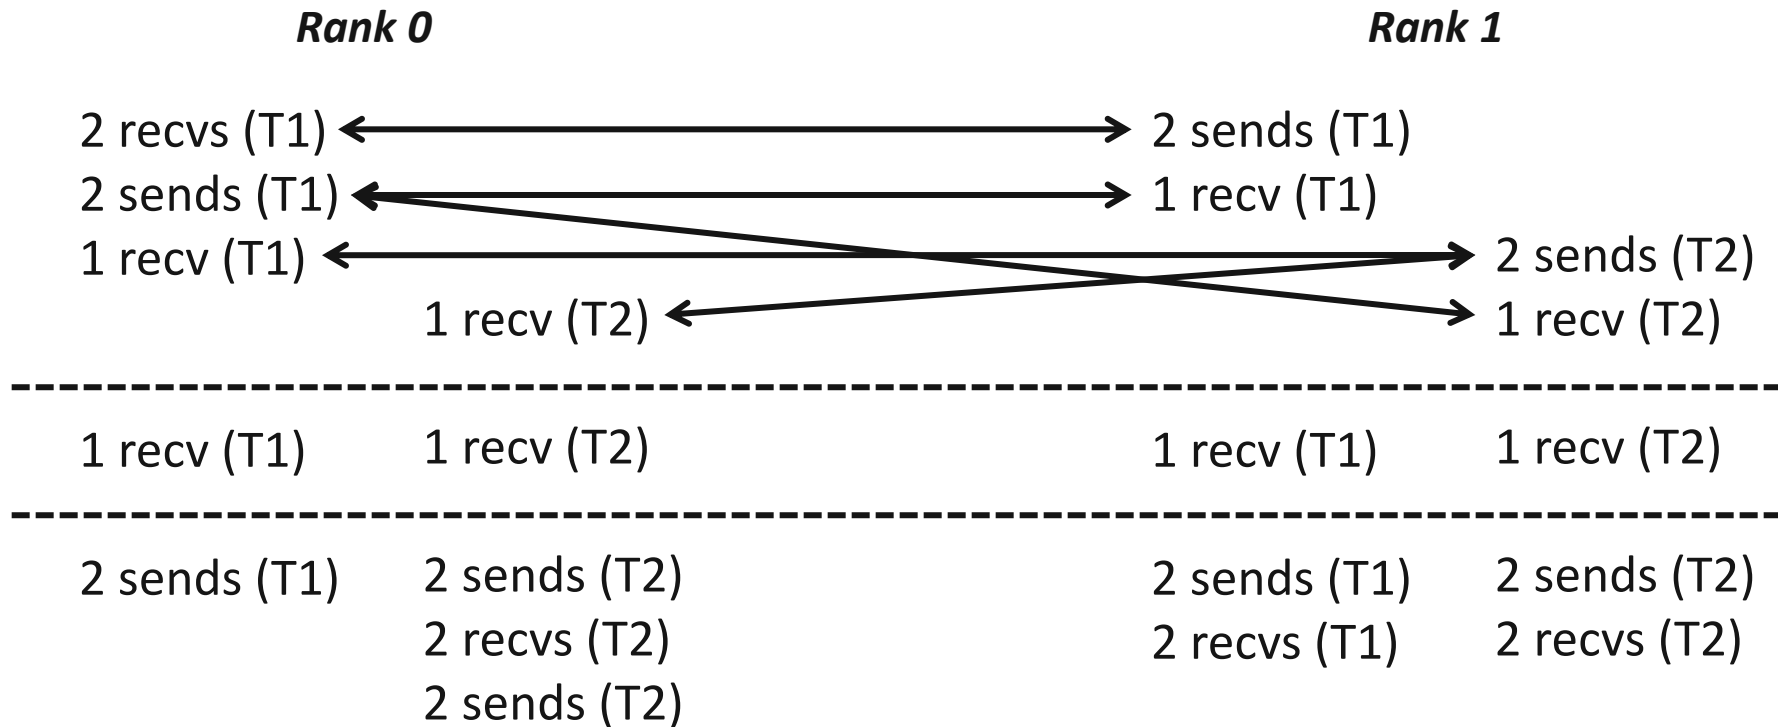 Rank 0 Rank 1
2 recvs (T1) 2 sends (T1)
2 sends (T1) 1 recv (T1)
1 recv (T1) 2 sends (T2)
1 recv (T2) 1 recv (T2)
1 recv (T1) 1 recv (T2) 1 recv (T1) 1 recv (T2)
2 sends (T1) 2 sends (T2) 2 sends (T1) 2 sends (T2)
2 recvs (T2) 2 recvs (T1) 2 recvs (T2)
2 sends (T2)